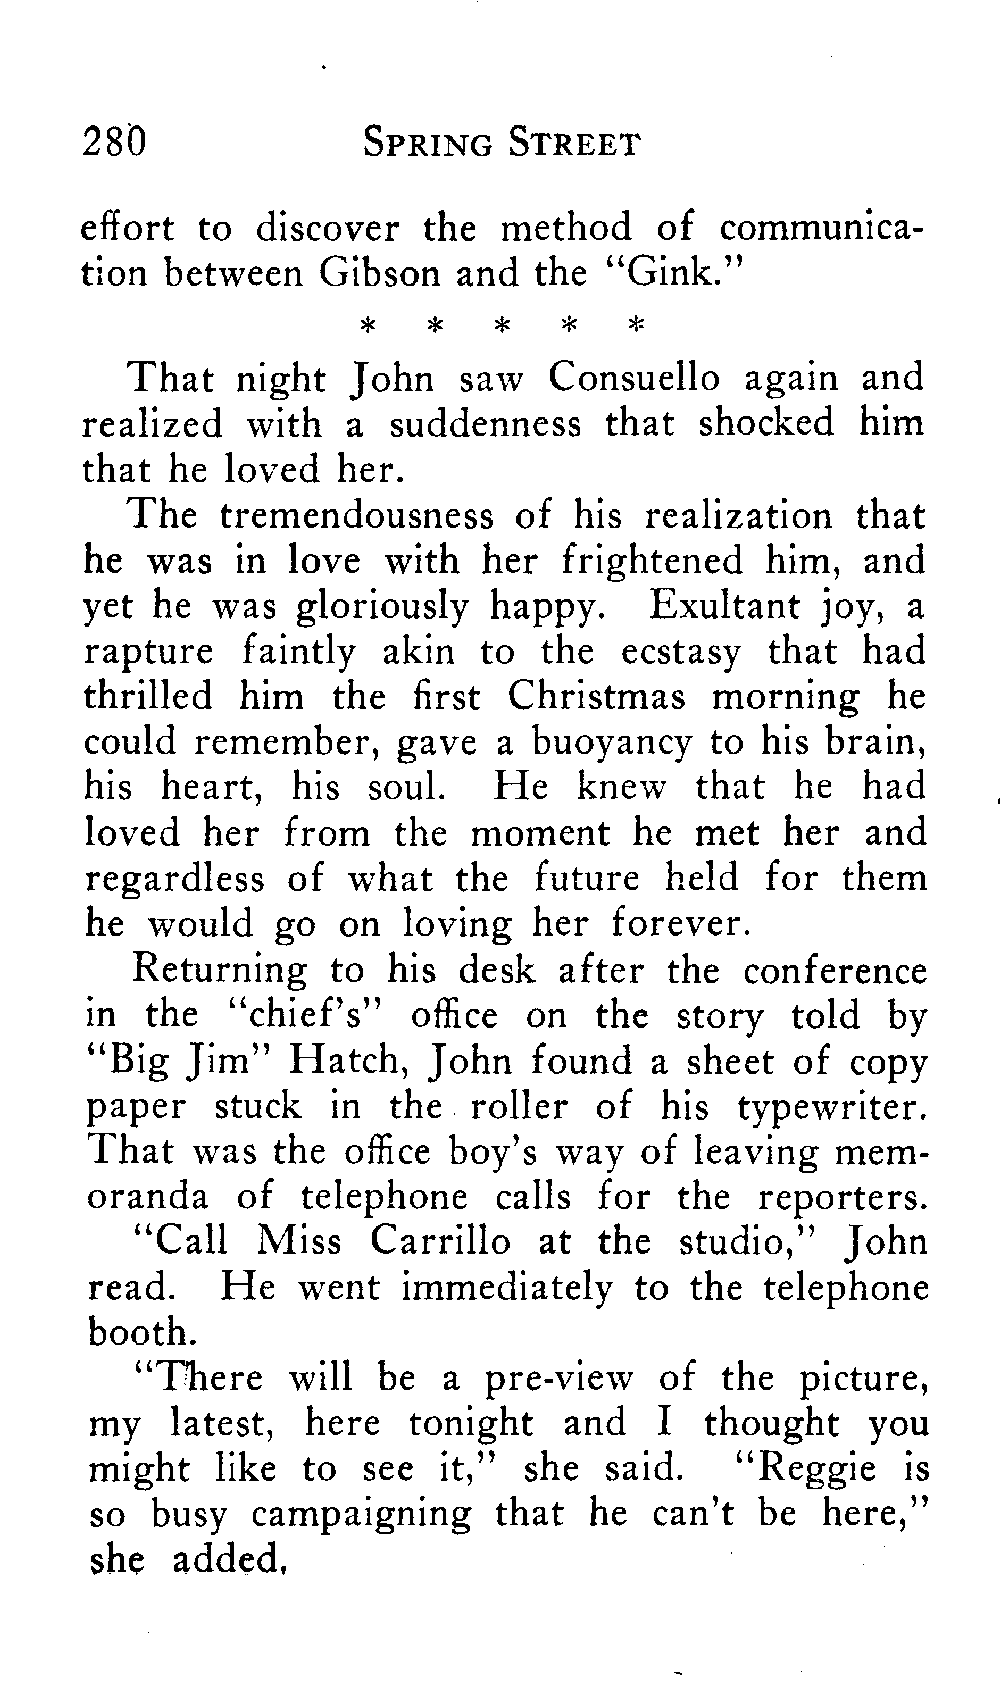 280 SPRING STREET
effort to discover the method of communica-
tion between Gibson and the “Gink.”
* * * * *
That night John saw Consuello again and
realized with a suddenness that shocked him
that he loved her.
The tremendousness of his realization that
he was in love with her frightened him, and
yet he was gloriously happy. Exultant joy, a
rapture faintly akin to the ecstasy that had
thrilled him the first Christmas morning he
could remember, gave a buoyancy to his brain,
his heart, his soul. He knew that he had
loved her from the moment he met her and
regardless of what the future held for them
he would go on loving her forever.
Returning to his desk after the conference
in the “chief’s” office on the story told by
“Big Jim” Hatch, John found a sheet of copy
paper stuck in the roller of his typewriter.
That was the office boy’s way of leaving mem-
oranda of telephone calls for the reporters.
“Call Miss Carrillo at the studio,” John
read. He went immediately to the telephone
booth.
“There will be a pre-view of the picture,
my latest, here tonight and I thought you
might like to see it,” she said. “Reggie is
so busy campaigning that he can’t be here,”
she added.